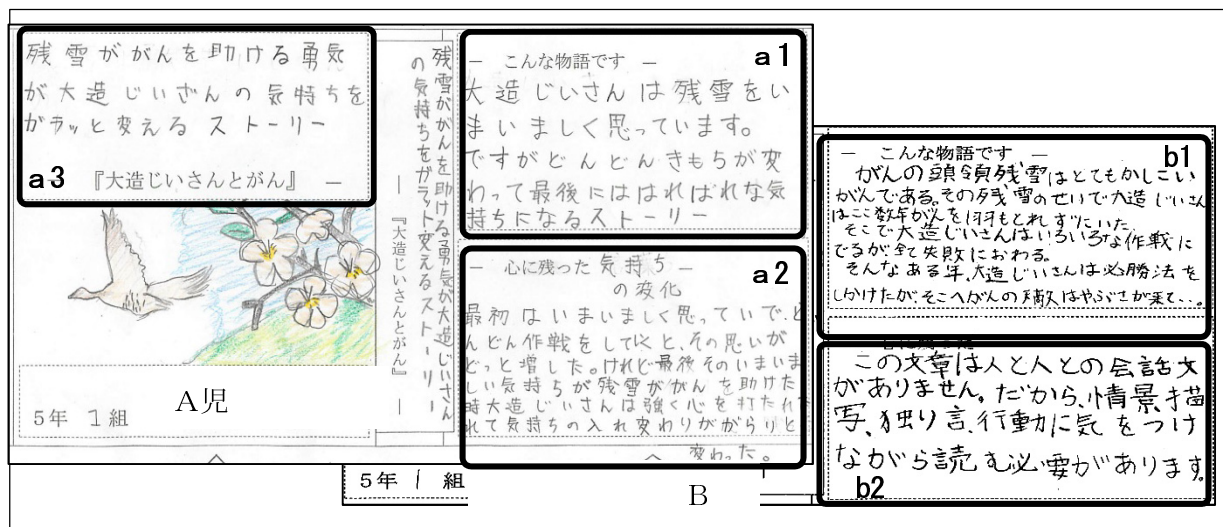 残雪ががんを助ける勇気
が大造じいさんの気持ちを
ガラッと変える ストーリー
a3 『大造じいさんとがん』 ―
A児
5年 1組
残雪ががんを助ける勇気が大造じいさん
の気持ちをガラット変えるストーリー
― 『大造じいさんとがん』 ―
― こんな物語です ―
a1
大造じいさんは残雪をい
まいましく思っています。
ですがどんどんきもちが変
わって最後にははればれな気
持ちになるストーリー
― 心に残った 気持ち ―
の変化
a2
最初はいまいましく思っていて、ど
んどん作戦をしていくと、その思いが
どっと増した。けれど最後そのいまいま
しい気持ちが残雪ががんを助けた
時大造じいさんは強く心を打たれた
れて気持ちの入れ変わりががらりと
変わった。
5年 1 組
B
― こんな物語です ―
b1
がんの頭領残雪はとてもかしこい
がんである。その残雪のせいで大造じいさん
はここ数年がんを1羽もとれずにいた。
そこで大造じいさんはいろいろな作戦に
でるが、全て失敗におわる。
そんなある年、大造じいさんは必勝法を
しかけたが、そこへがんの天敵はやぶさが来て…。
この文章は人と人との会話文
がありません。だから、情景描
写、独り言、行動に気をつけ
ながら読む必要があります。
b2